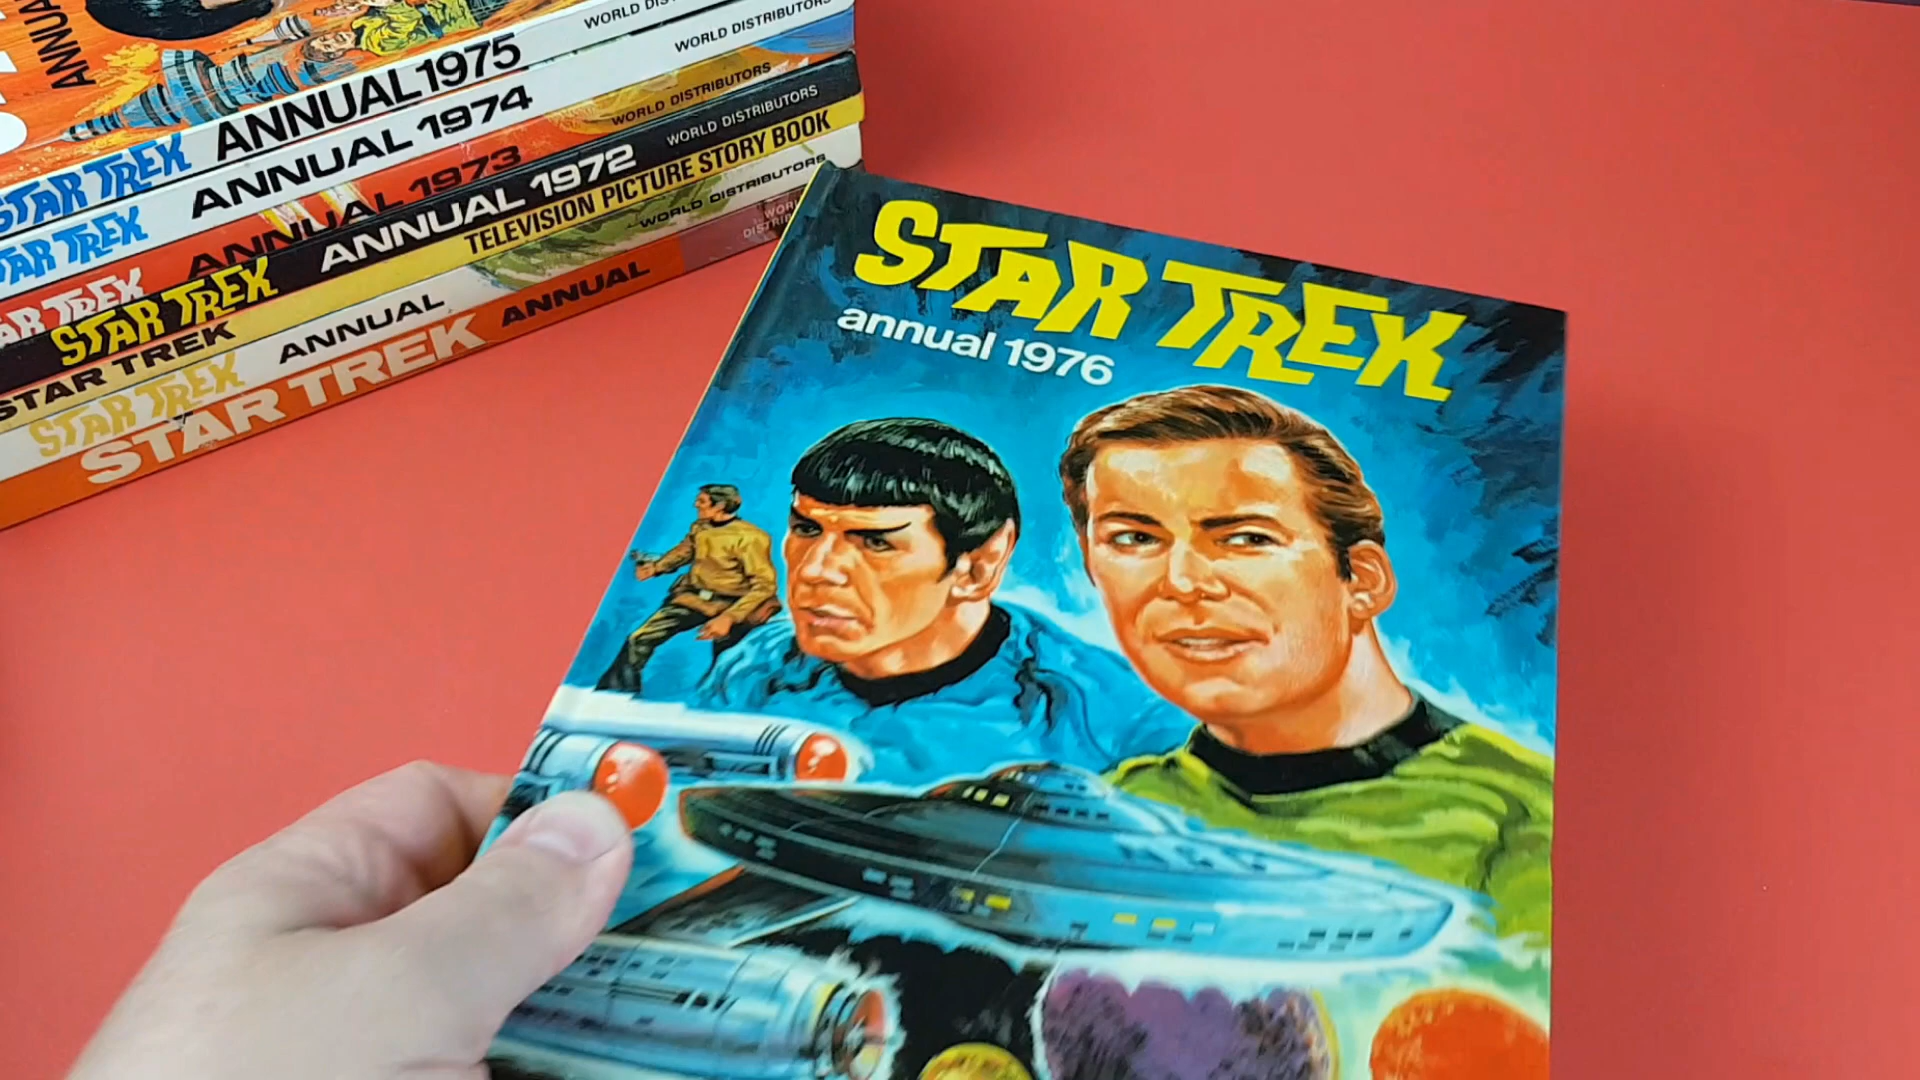 ANNUAL
WORLD DIS
STAR TREK ANNUAL 1975
WORLD DISTRIBUTORS
STAR TREK ANNUAL 1974
WORLD DISTRIBUTORS
STAR TREK ANNUAL 1973
WORLD DISTRIBUTORS
STAR TREK ANNUAL 1972
STAR TREK TELEVISION PICTURE STORY BOOK
WORLD DISTRIBUTORS
STAR TREK ANNUAL
STAR TREK ANNUAL
STAR TREK
annual 1976